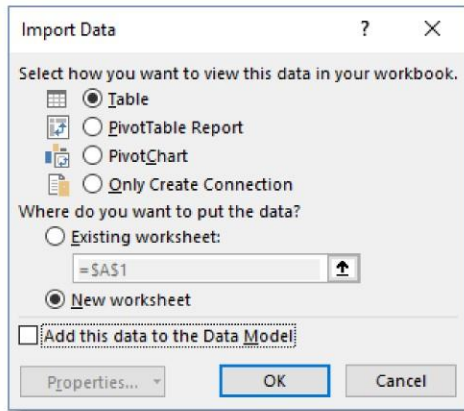 Import Data ? ×
Select how you want to view this data in your workbook.
Table
PivotTable Report
PivotChart
Only Create Connection
Where do you want to put the data?
Existing worksheet:
=$A$1
New worksheet
Add this data to the Data Model
Properties...
OK
Cancel